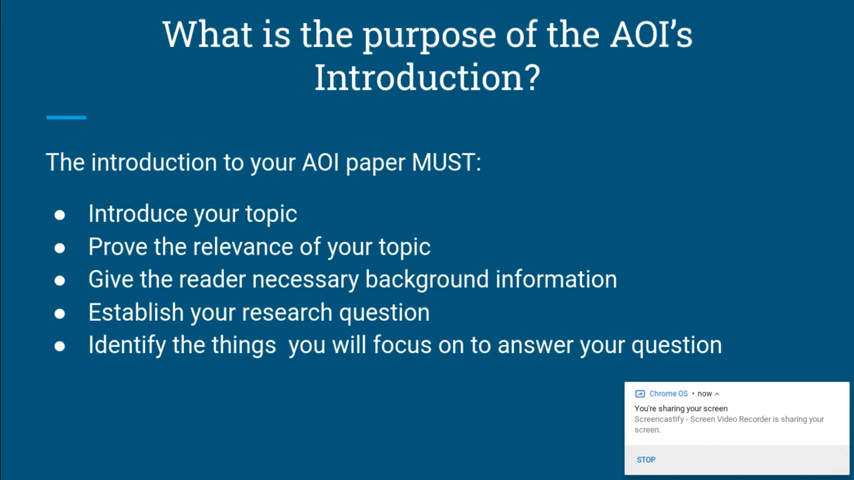 What is the purpose of the AOI's
Introduction?
The introduction to your AOI paper MUST:
● Introduce your topic
● Prove the relevance of your topic
● Give the reader necessary background information
● Establish your research question
● Identify the things  you will focus on to answer your question
Chrome OS • now
You're sharing your screen
Screencastify - Screen Video Recorder is sharing your
screen.
STOP